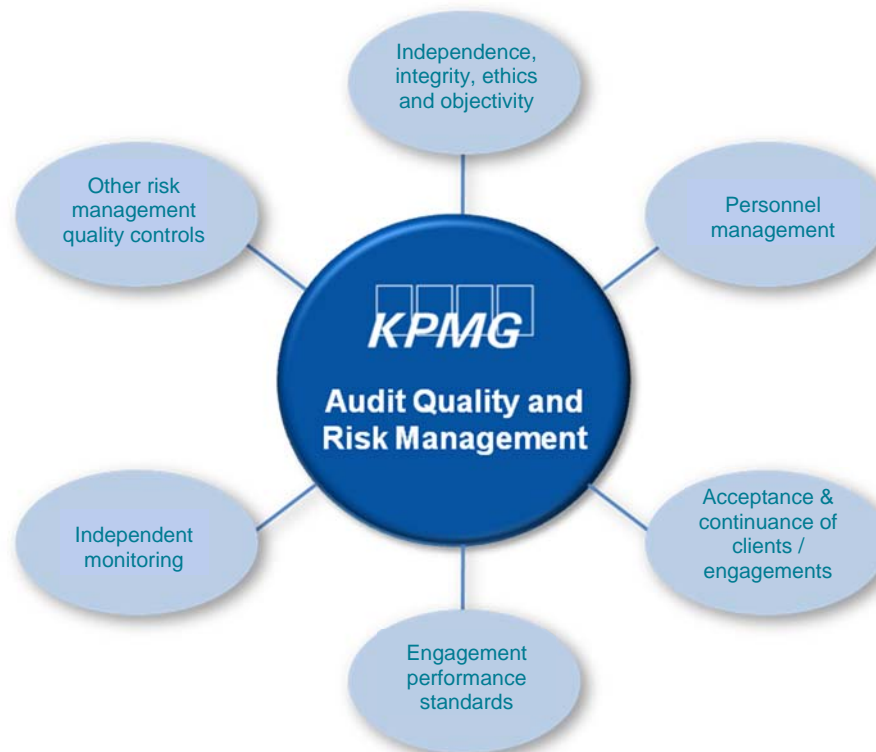 Independence,
integrity, ethics
and objectivity
Other risk
management
quality controls
Personnel
management
KPMG
Audit Quality and
Risk Management
Independent
monitoring
Acceptance &
continuance of
clients /
engagements
Engagement
performance
standards